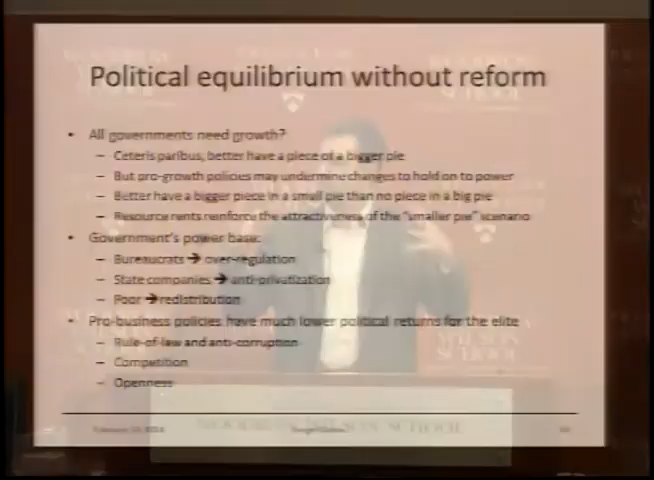 Political equilibrium without reform
• All governments need growth?
– Ceteris paribus, better have a piece of a bigger pie
– But pro-growth policies may undermine changes to hold on to power
– Better have a bigger piece in a small pie than no piece in a big pie
– Resource rents reinforce the attractiveness of the "smaller pie" scenario
• Government's power base:
– Bureaucrats → over-regulation
– State companies → anti-privatization
– Poor → redistribution
• Pro-business policies have much lower political returns for the elite
– Rule-of-law and anti-corruption
– Competition
– Openness
WILSON SCHOOL